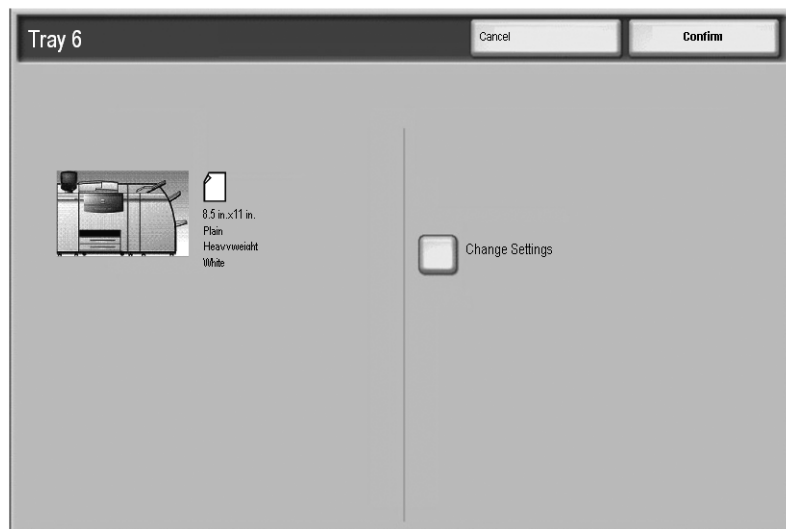 Tray 6
Cancel
Confirm
8.5 in.x11 in.
Plain
Heavyweight
White
Change Settings